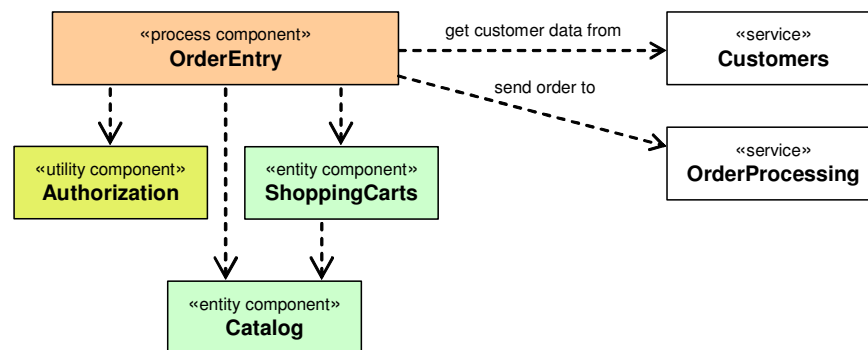 «process component»
OrderEntry
get customer data from
«service»
Customers
send order to
«service»
OrderProcessing
«utility component»
Authorization
«entity component»
ShoppingCarts
«entity component»
Catalog